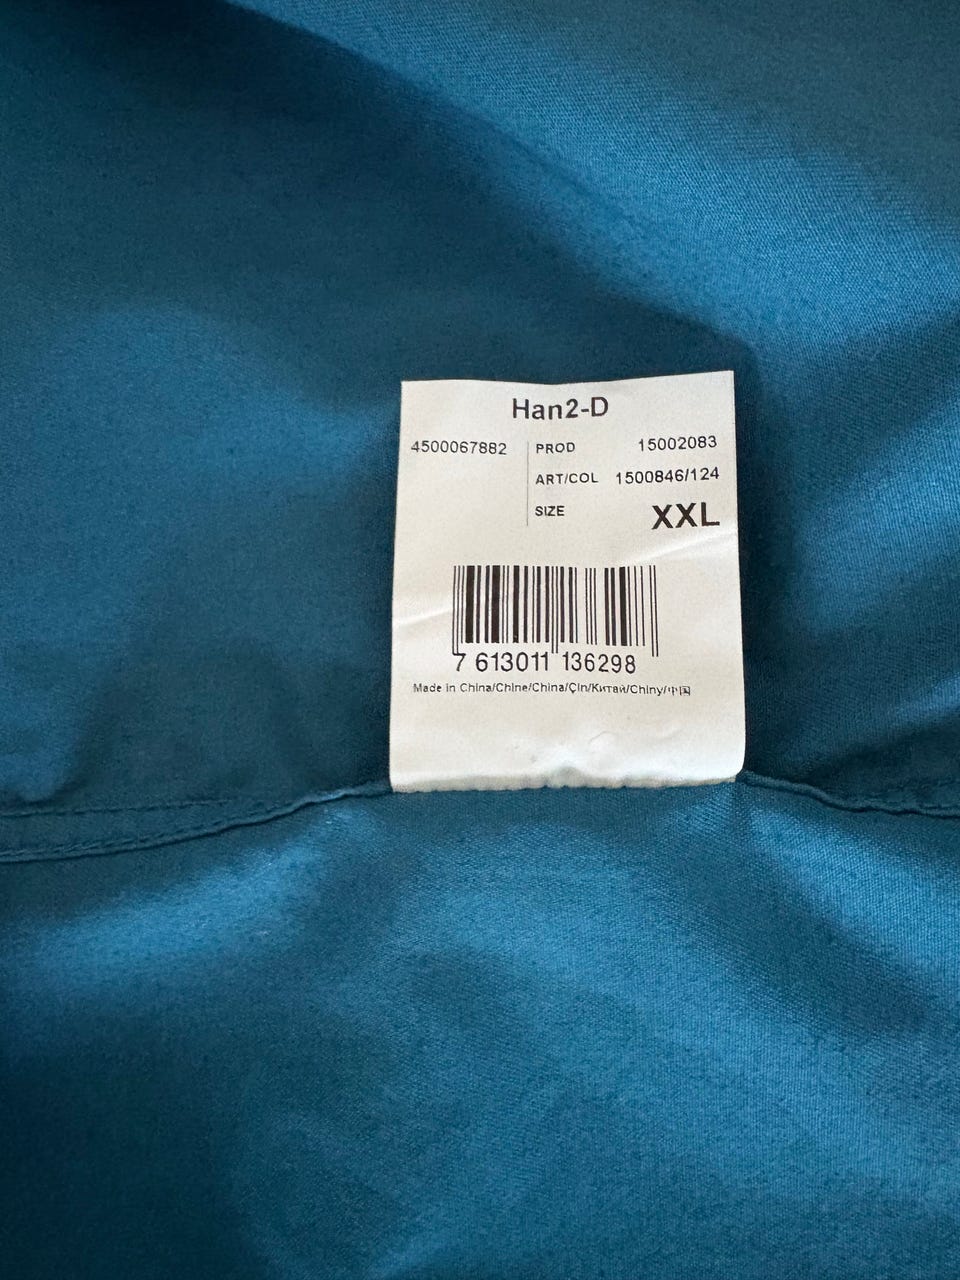 Han2-D
4500067882
PROD 15002083
ART/COL 1500846/124
SIZE XXL
7 613011 136298
Made in China/Chine/China/Çin/Китай/Chiny/中国